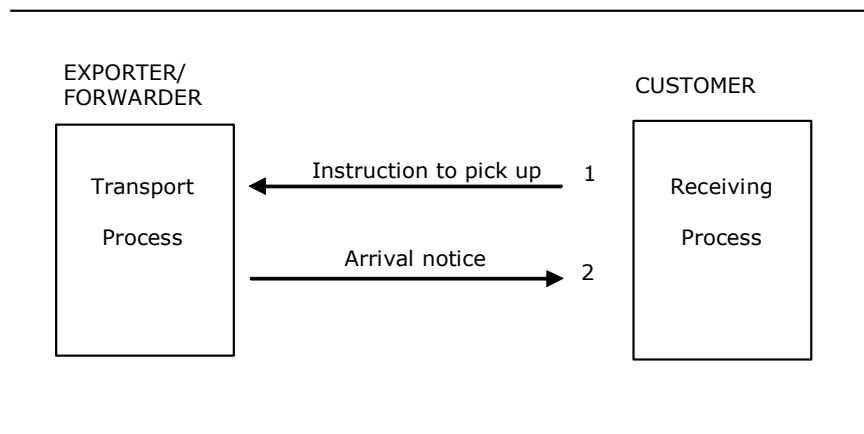 EXPORTER/
FORWARDER
CUSTOMER
Transport
Process
Instruction to pick up 1
Arrival notice 2
Receiving
Process